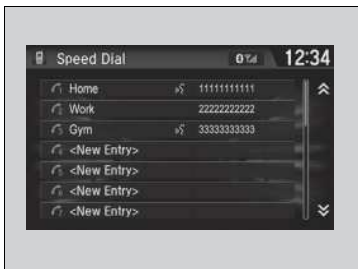 Speed Dial 12:34
Home 11111111111
Work 22222222222
Gym 33333333333
<New Entry>
<New Entry>
<New Entry>
<New Entry>